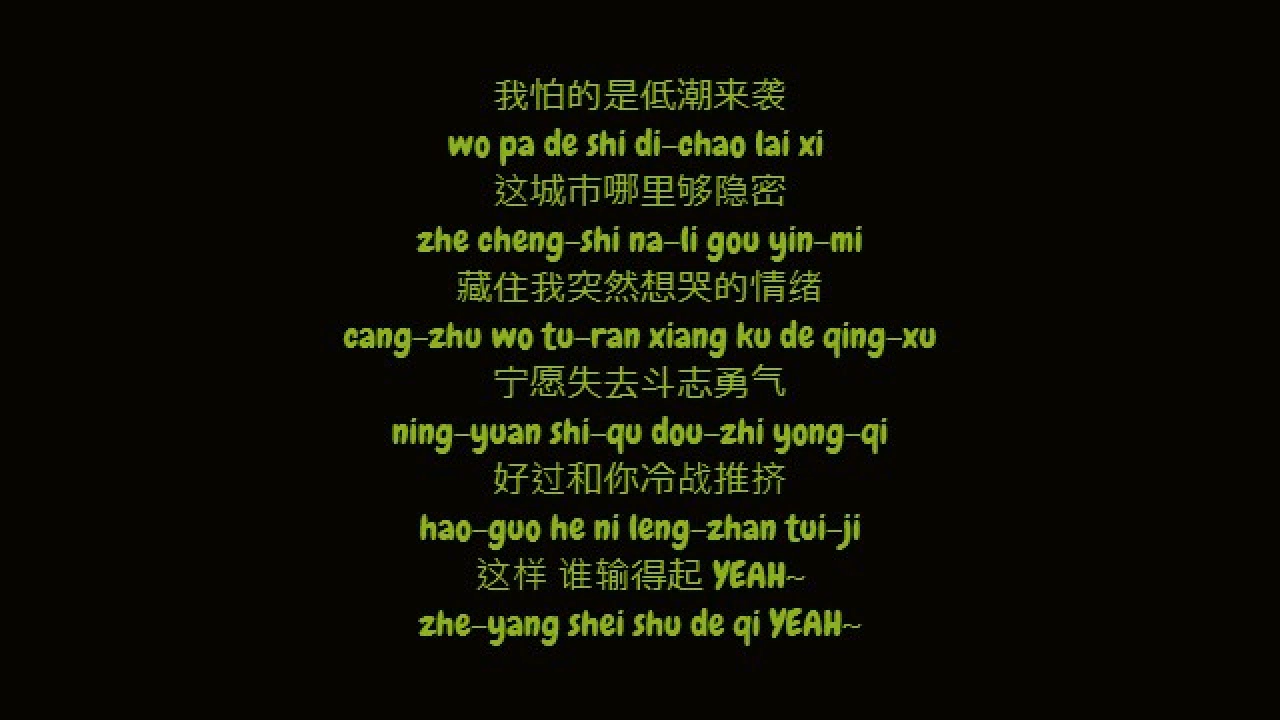 我怕的是低潮来袭
wo pa de shi di-chao lai xi
这城市哪里够隐密
zhe cheng-shi na-li gou yin-mi
藏住我突然想哭的情绪
cang-zhu wo tu-ran xiang ku de qing-xu
宁愿失去斗志勇气
ning-yuan shi-qu dou-zhi yong-qi
好过和你冷战推挤
hao-guo he ni leng-zhan tui-ji
这样 谁输得起 YEAH~
zhe-yang shei shu de qi YEAH~